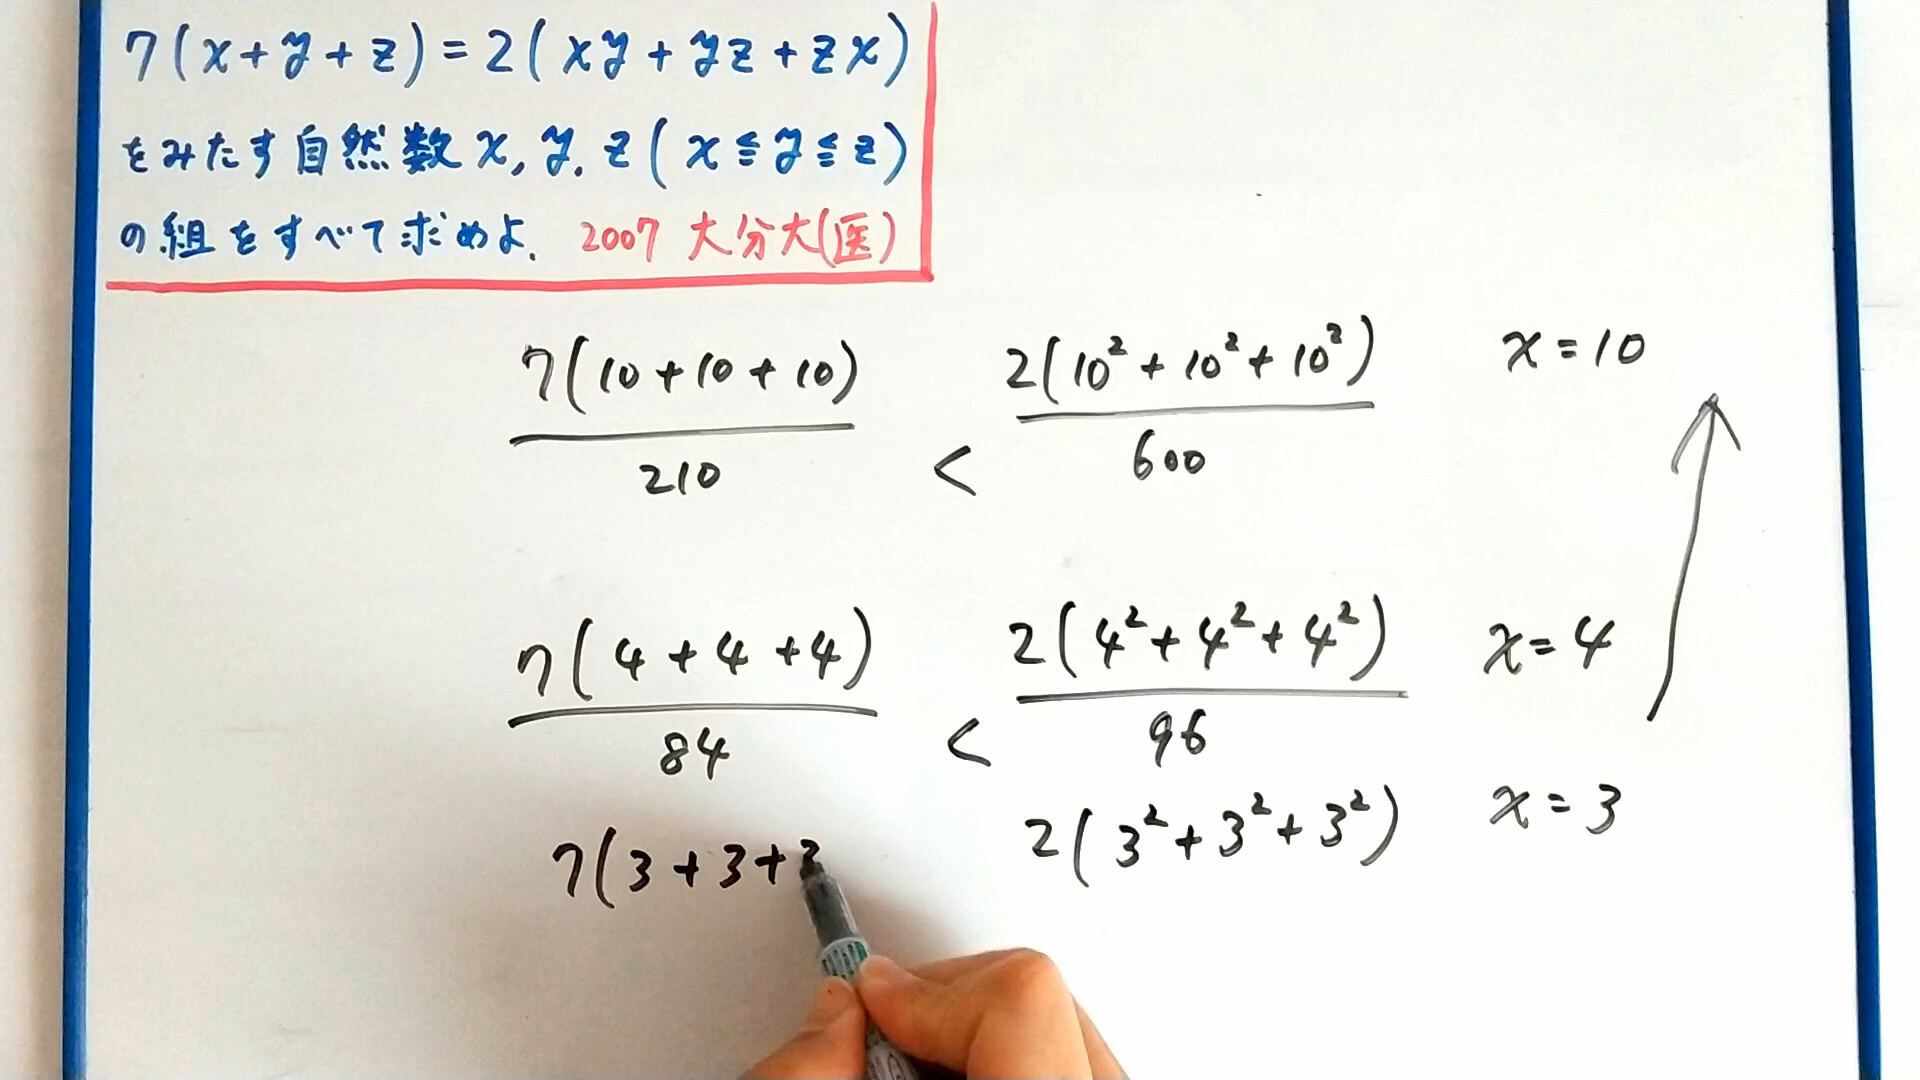 7(x+y+z)=2(xy+yz+zx)
をみたす自然数x,y,z(x≦y≦z)
の組をすべて求めよ. 2007 大分大(医)
7(10+10+10) 2(10²+10²+10²) x=10
210 < 600
7(4+4+4) 2(4²+4²+4²) x=4
84 < 96
7(3+3+3 2(3²+3²+3²) x=3